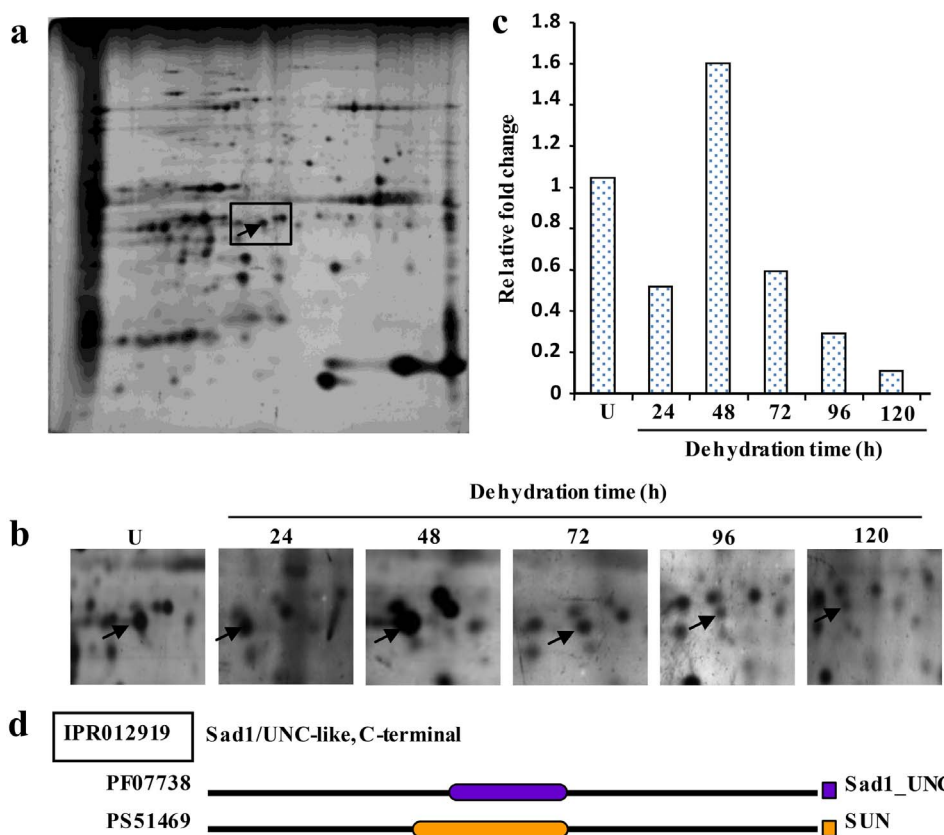 a
c
Relative fold change
1.8
1.6
1.4
1.2
1
0.8
0.6
0.4
0.2
0
U 24 48 72 96 120
Dehydration time (h)
Dehydration time (h)
b
U 24 48 72 96 120
d
IPR012919 Sad1/UNC-like, C-terminal
PF07738 Sad1_UNC
PS51469 SUN